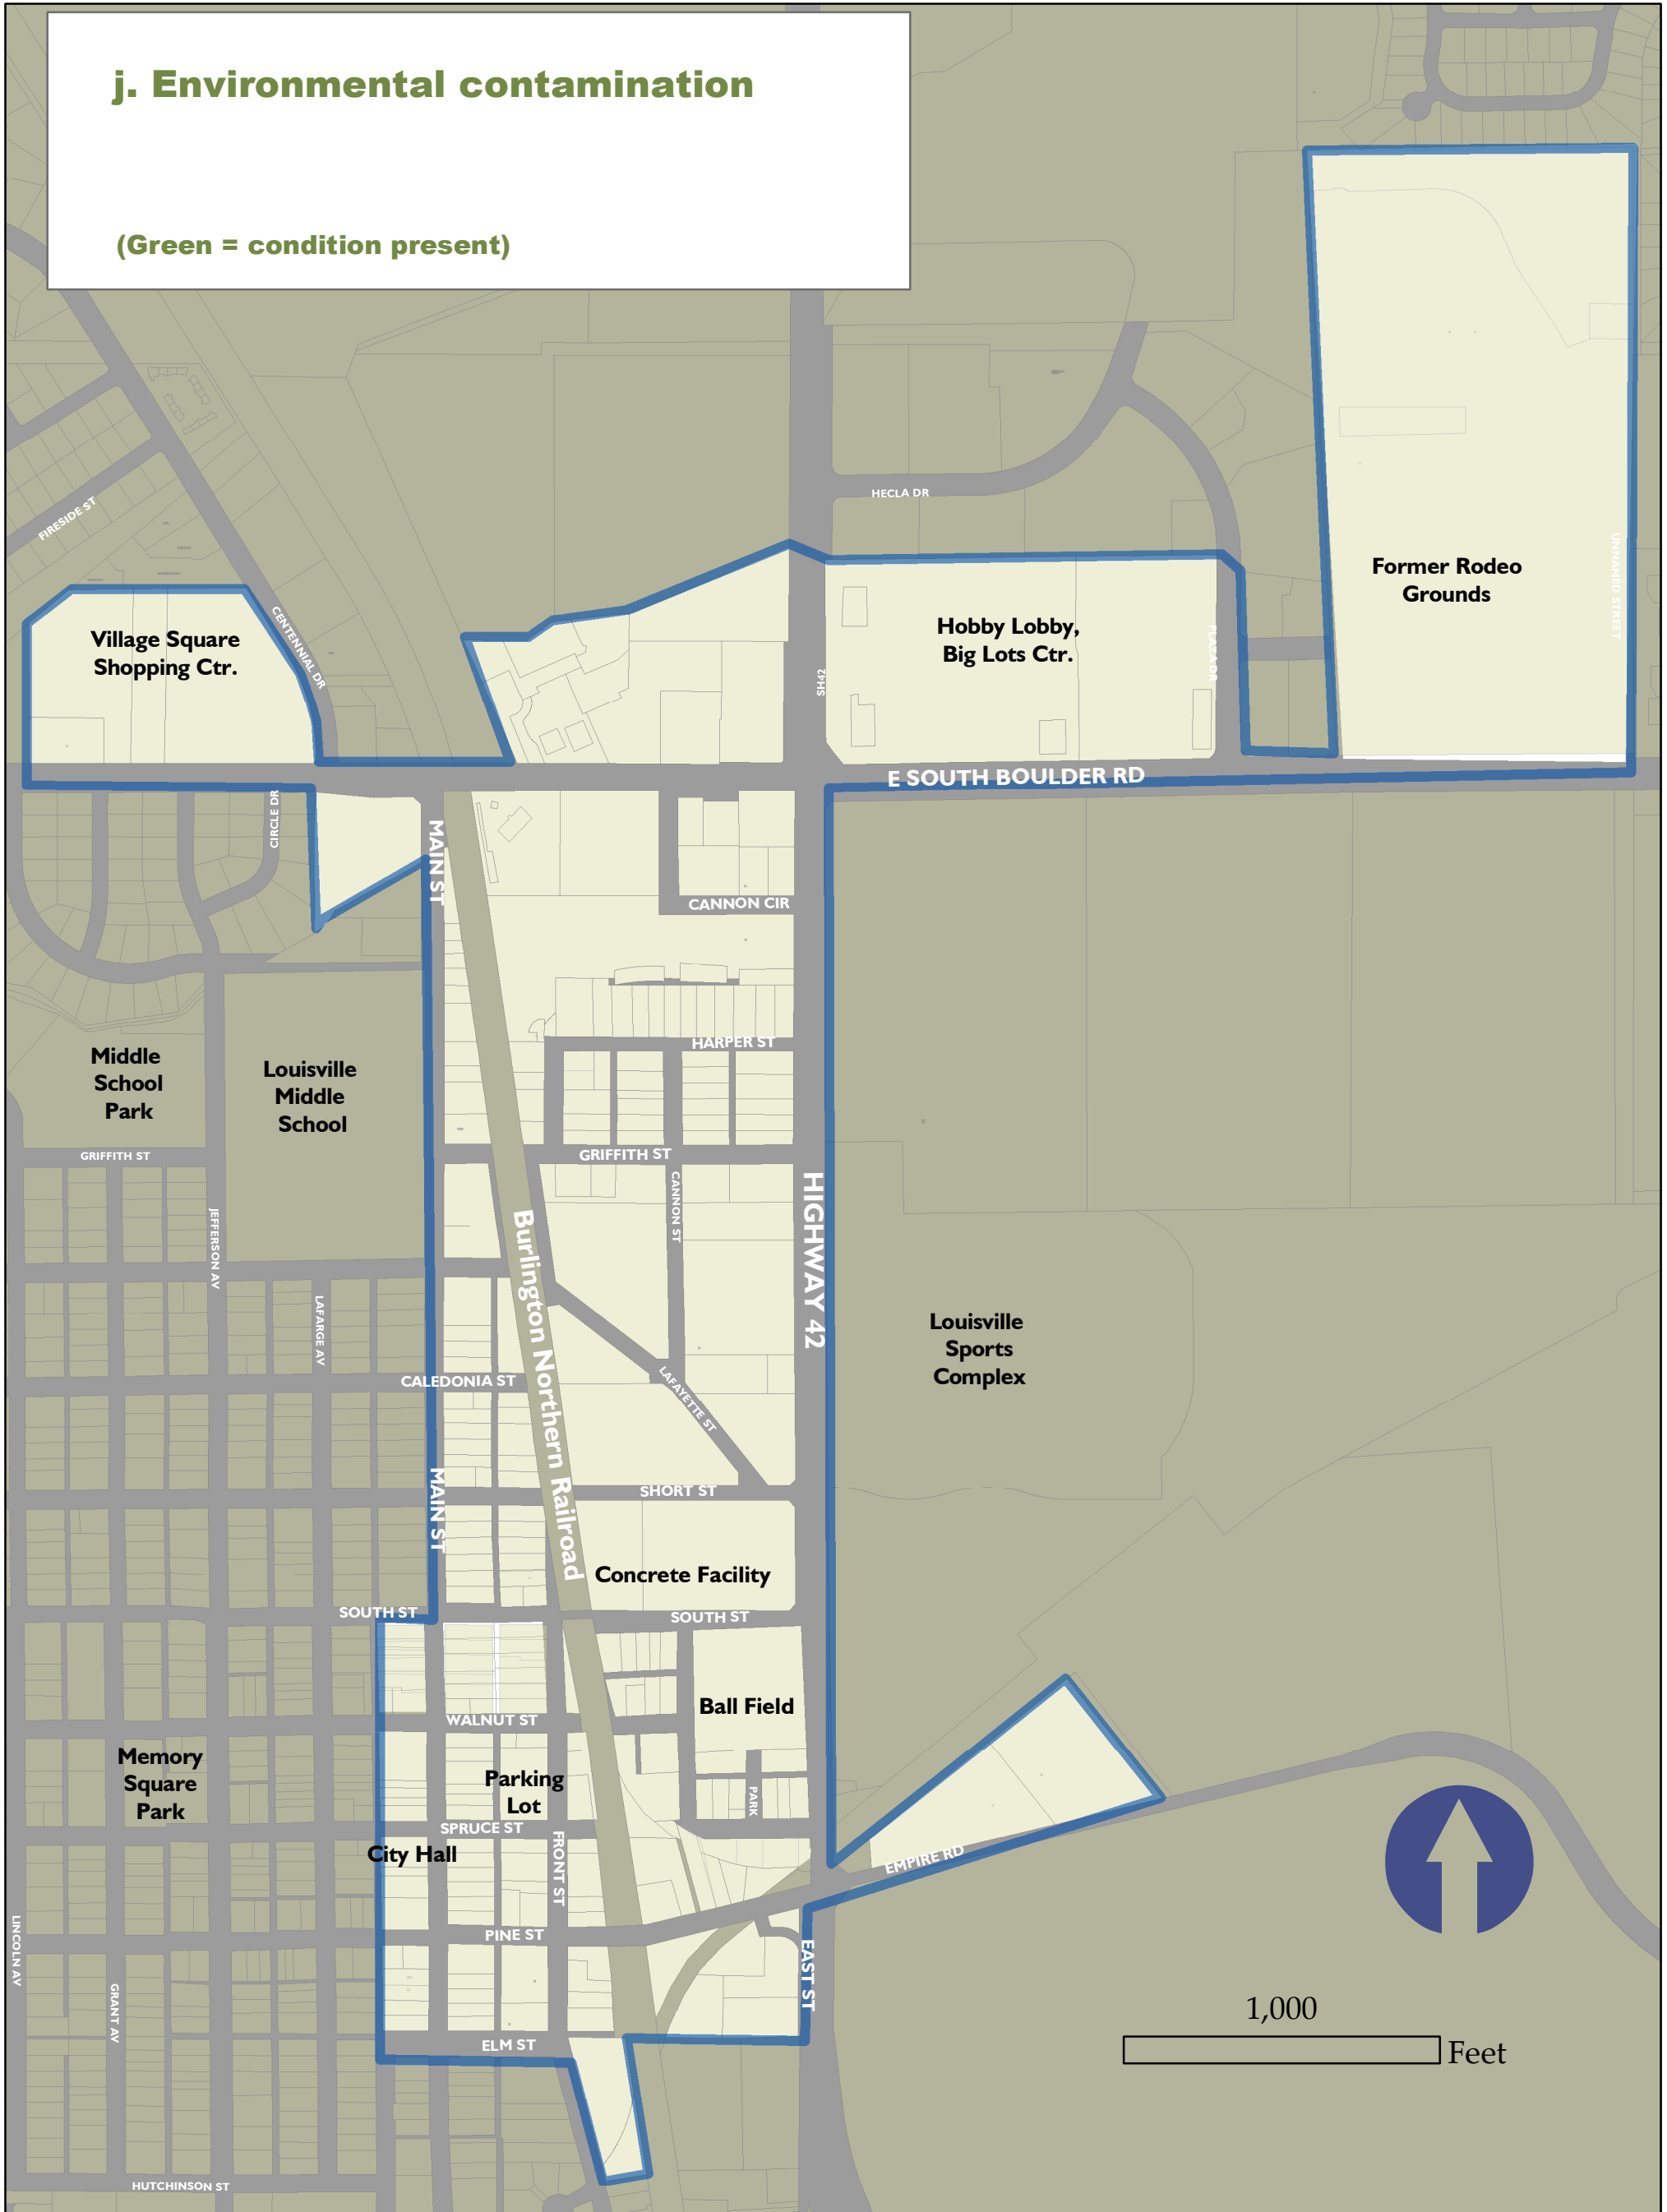 j. Environmental contamination
(Green = condition present)
HECLA DR
FIRESIDE ST
CENTENNIAL DR
Village Square
Shopping Ctr.
Hobby Lobby,
Big Lots Ctr.
SH42
PLAZA DR
Former Rodeo
Grounds
UNNAMED STREET
E SOUTH BOULDER RD
CIRCLE DR
MAIN ST
CANNON CIR
HARPER ST
Middle
School
Park
Louisville
Middle
School
GRIFFITH ST
GRIFFITH ST
CANNON ST
JEFFERSON AV
LAFARGE AV
Burlington Northern Railroad
HIGHWAY 42
Louisville
Sports
Complex
CALEDONIA ST
LAFAYETTE ST
MAIN ST
SHORT ST
Concrete Facility
SOUTH ST
SOUTH ST
Ball Field
WALNUT ST
Memory
Square
Park
Parking
Lot
PARK
SPRUCE ST
City Hall
FRONT ST
EMPIRE RD
PINE ST
LINCOLN AV
GRANT AV
EAST ST
ELM ST
1,000
Feet
HUTCHINSON ST